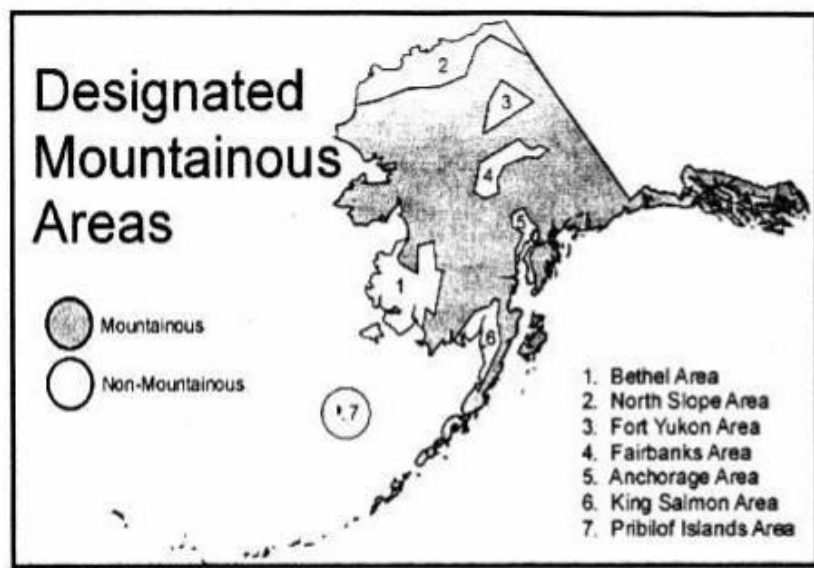 Designated
Mountainous
Areas
Mountainous
Non-Mountainous
2
3
4
5
1
6
7
1. Bethel Area
2. North Slope Area
3. Fort Yukon Area
4. Fairbanks Area
5. Anchorage Area
6. King Salmon Area
7. Pribilof Islands Area